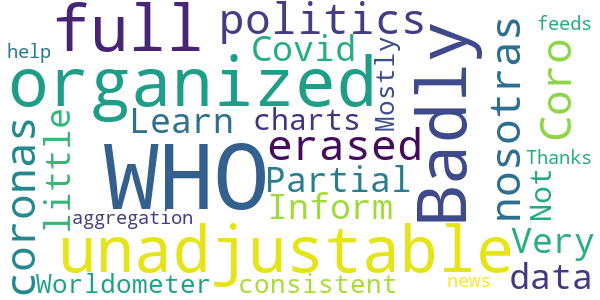 full
politics
feeds
help
Covid
Mostly
Badly
nosotras
Coro
organized
Learn
charts
erased
coronas
little
WHO
Partial
Not
Thanks
Inform
aggregation
unadjustable
Very
Worldometer
consistent
news
data